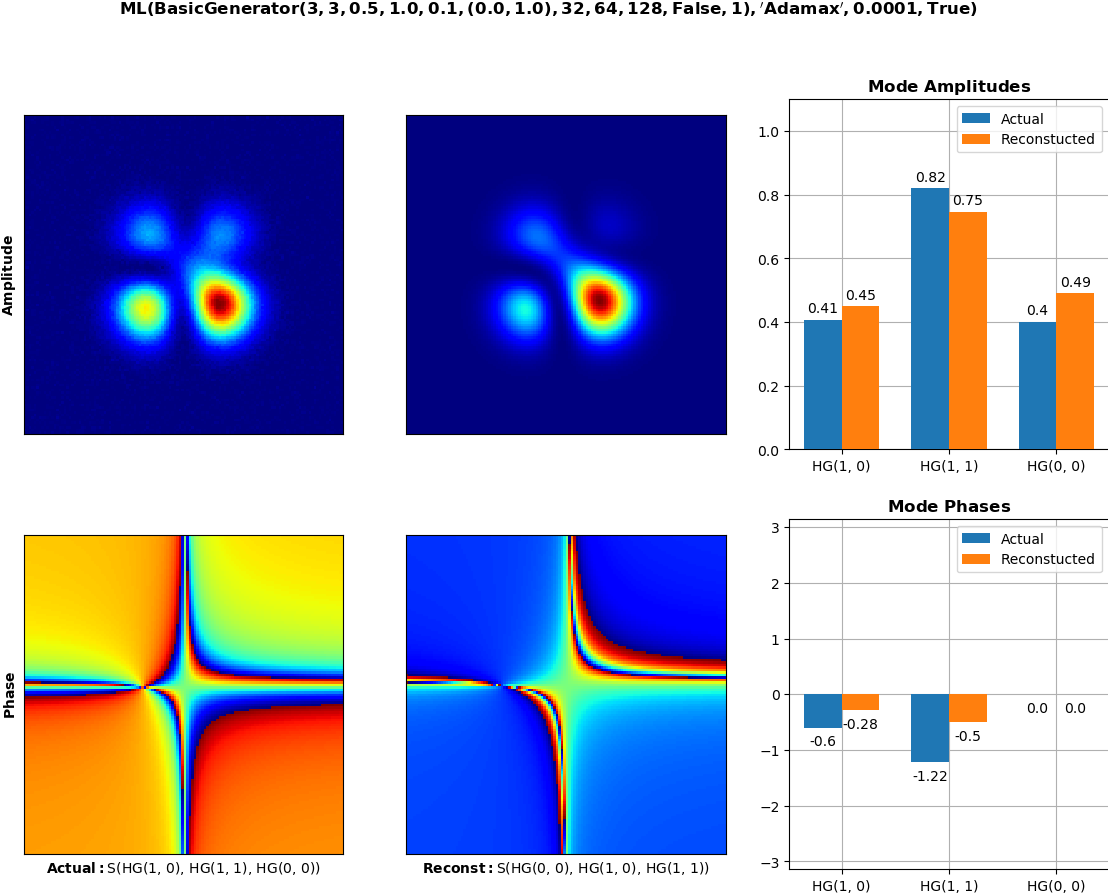 ML(BasicGenerator(3, 3, 0.5, 1.0, 0.1, (0.0, 1.0), 32, 64, 128, False, 1), ′Adamax′, 0.0001, True)
Amplitude
Mode Amplitudes
Actual
Reconstucted
1.0
0.8
0.6
0.4
0.2
0.0
0.41
0.45
0.82
0.75
0.4
0.49
HG(1, 0)
HG(1, 1)
HG(0, 0)
Phase
Actual: S(HG(1, 0), HG(1, 1), HG(0, 0))
Reconst: S(HG(0, 0), HG(1, 0), HG(1, 1))
Mode Phases
Actual
Reconstucted
3
2
1
0
−1
−2
−3
-0.6
-0.28
-1.22
-0.5
0.0
0.0
HG(1, 0)
HG(1, 1)
HG(0, 0)